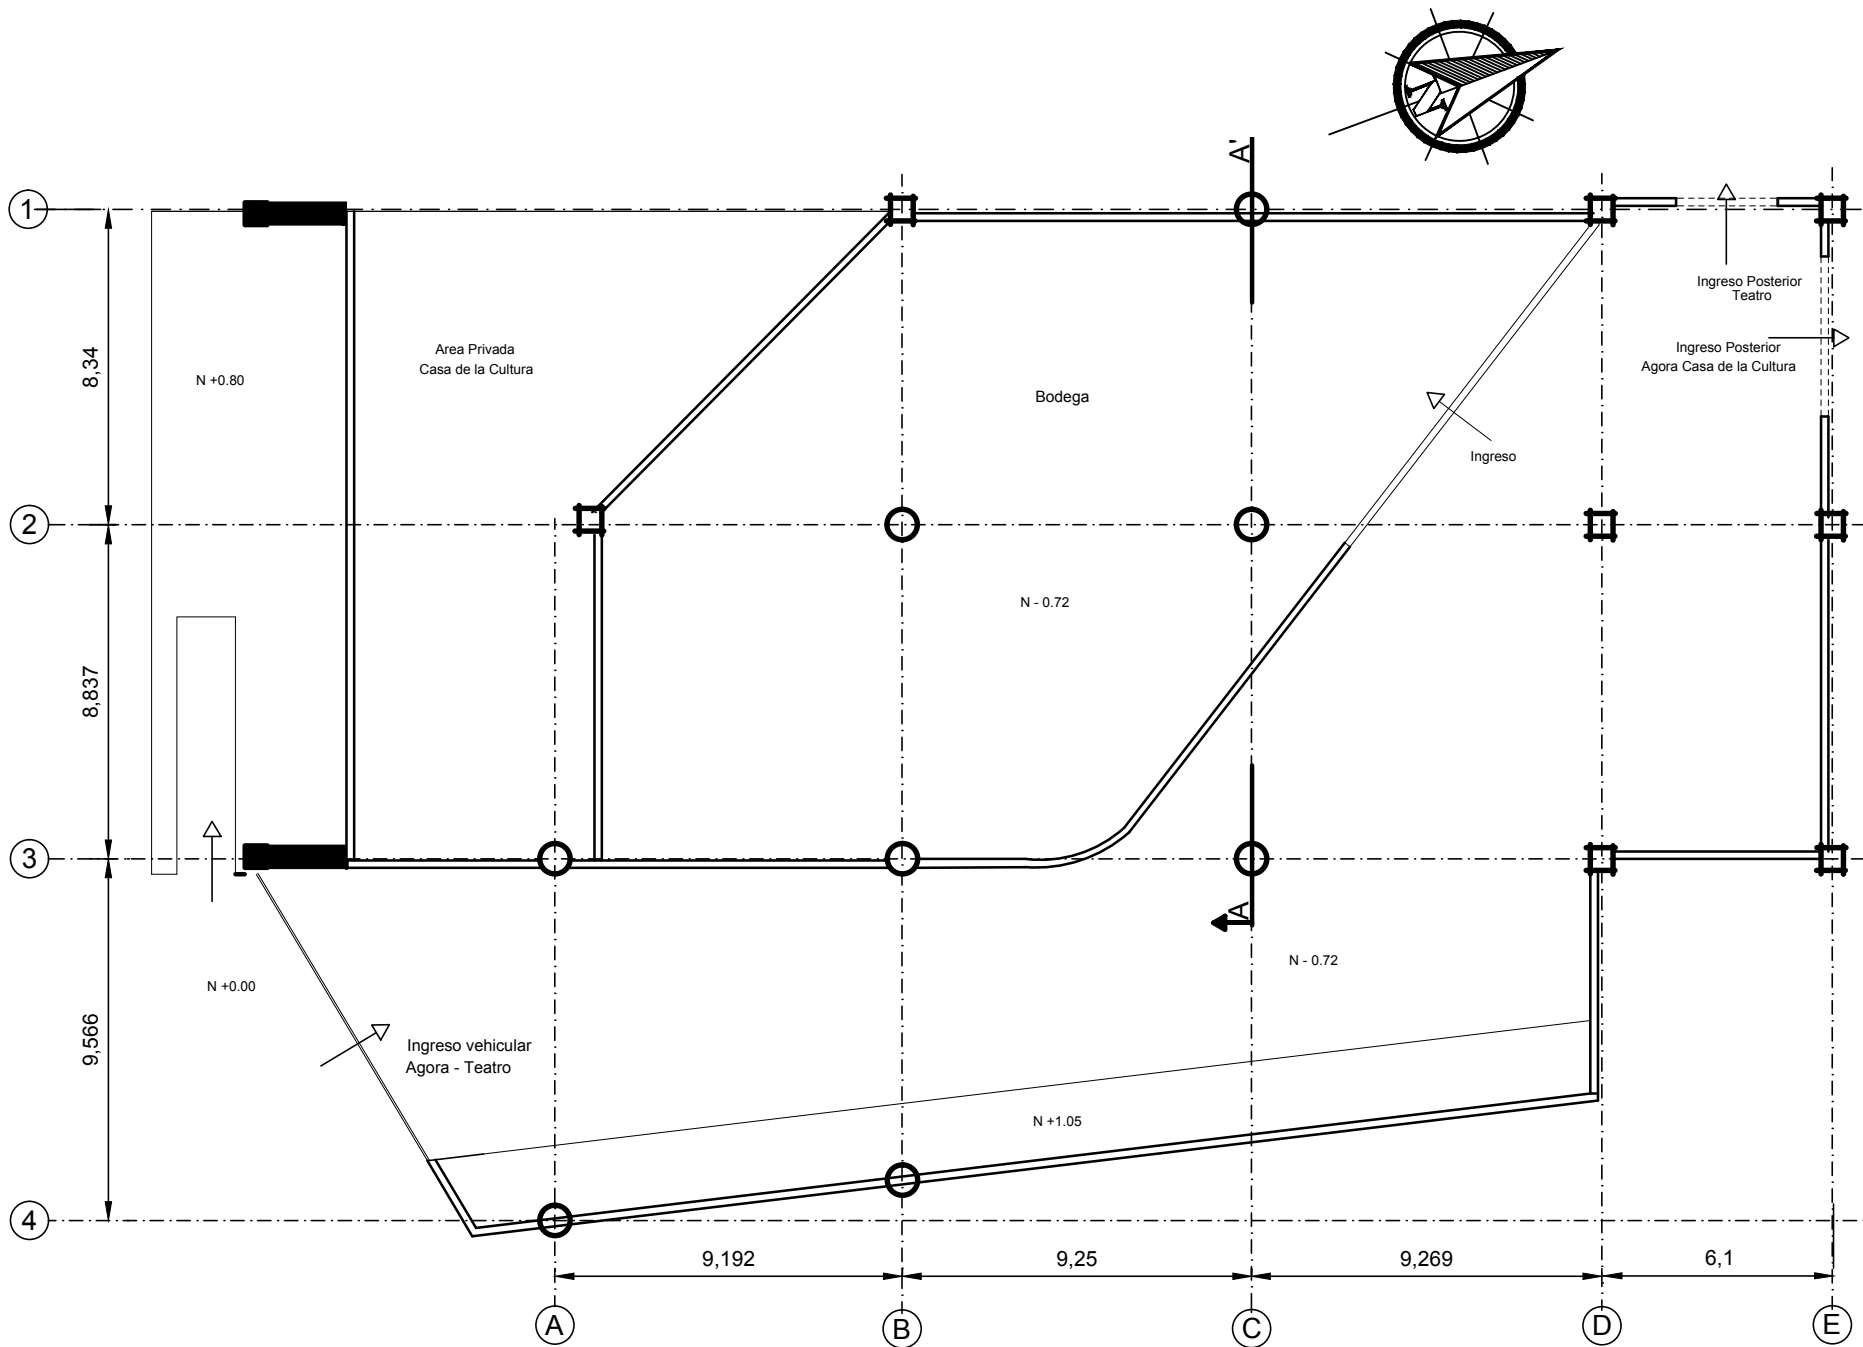 N
A'
1
Ingreso Posterior
Teatro
Area Privada
Casa de la Cultura
Ingreso Posterior
Agora Casa de la Cultura
8,34
N +0.80
Bodega
Ingreso
2
N - 0.72
8,837
3
A
N - 0.72
N +0.00
9,566
Ingreso vehicular
Agora - Teatro
N +1.05
4
9,192
9,25
9,269
6,1
A
B
C
D
E